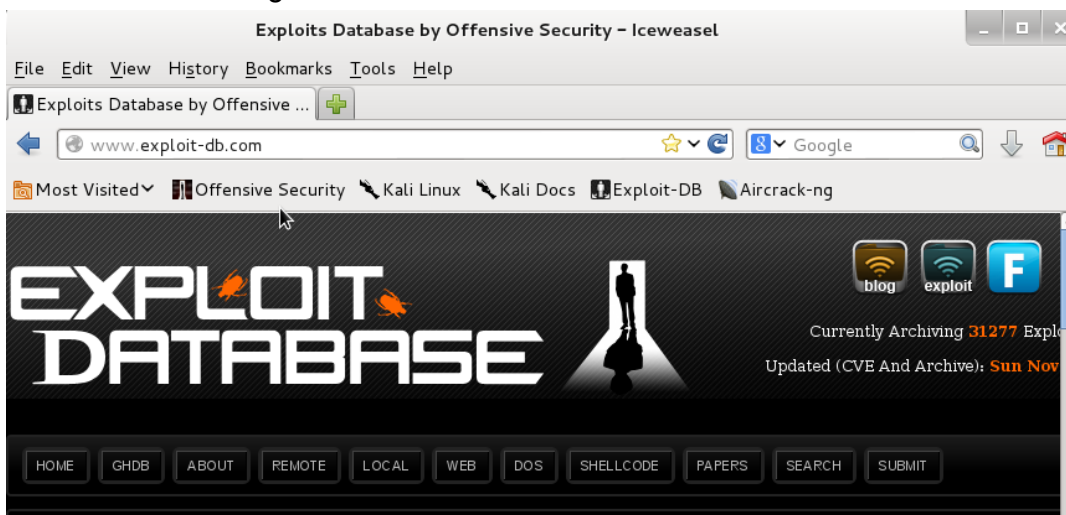 Exploits Database by Offensive Security - Iceweasel
File Edit View History Bookmarks Tools Help
Exploits Database by Offensive ...
www.exploit-db.com Google
Most Visited Offensive Security Kali Linux Kali Docs Exploit-DB Aircrack-ng
EXPLOIT
DATABASE
blog exploit F
Currently Archiving 31277 Explo
Updated (CVE And Archive): Sun Nov
HOME GHDB ABOUT REMOTE LOCAL WEB DOS SHELLCODE PAPERS SEARCH SUBMIT